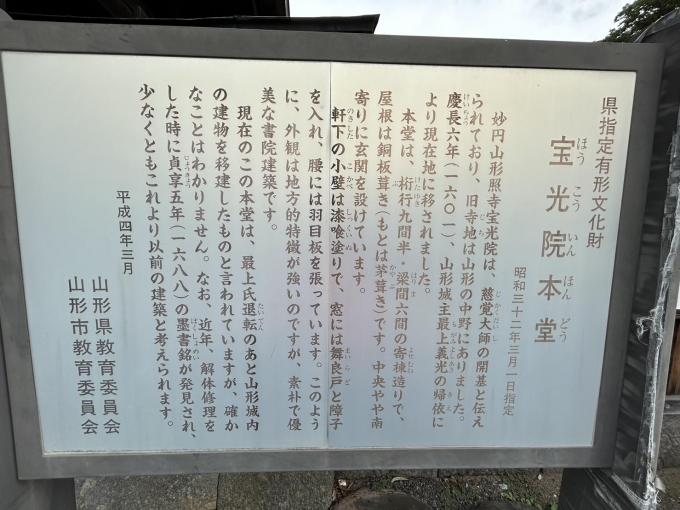 県指定有形文化財
宝光院本堂
ほうこういんほんどう
昭和三十二年三月一日指定
妙円山形照寺宝光院は、慈覚大師の開基と伝え
られており、旧寺地は山形の中野にありました。
慶長六年(一六〇一)、山形城主最上義光の帰依に
より現在地に移されました。
本堂は、桁行九間半・梁間六間の寄棟造りで、
屋根は銅板葺き(もとは茅葺き)です。中央やや南
寄りに玄関を設けています。
軒下の小壁は漆喰塗りで、窓には舞良戸と障子
を入れ、腰には羽目板を張っています。このよう
に、外観は地方的特徴が強いのですが、素朴で優
美な書院建築です。
現在のこの本堂は、最上氏退転のあと山形城内
の建物を移建したものと言われていますが、確か
なことはわかりません。なお、近年、解体修理を
した時に貞享五年(一六八八)の墨書銘が発見され、
少なくともこれより以前の建築と考えられます。
平成四年三月
山形県教育委員会
山形市教育委員会